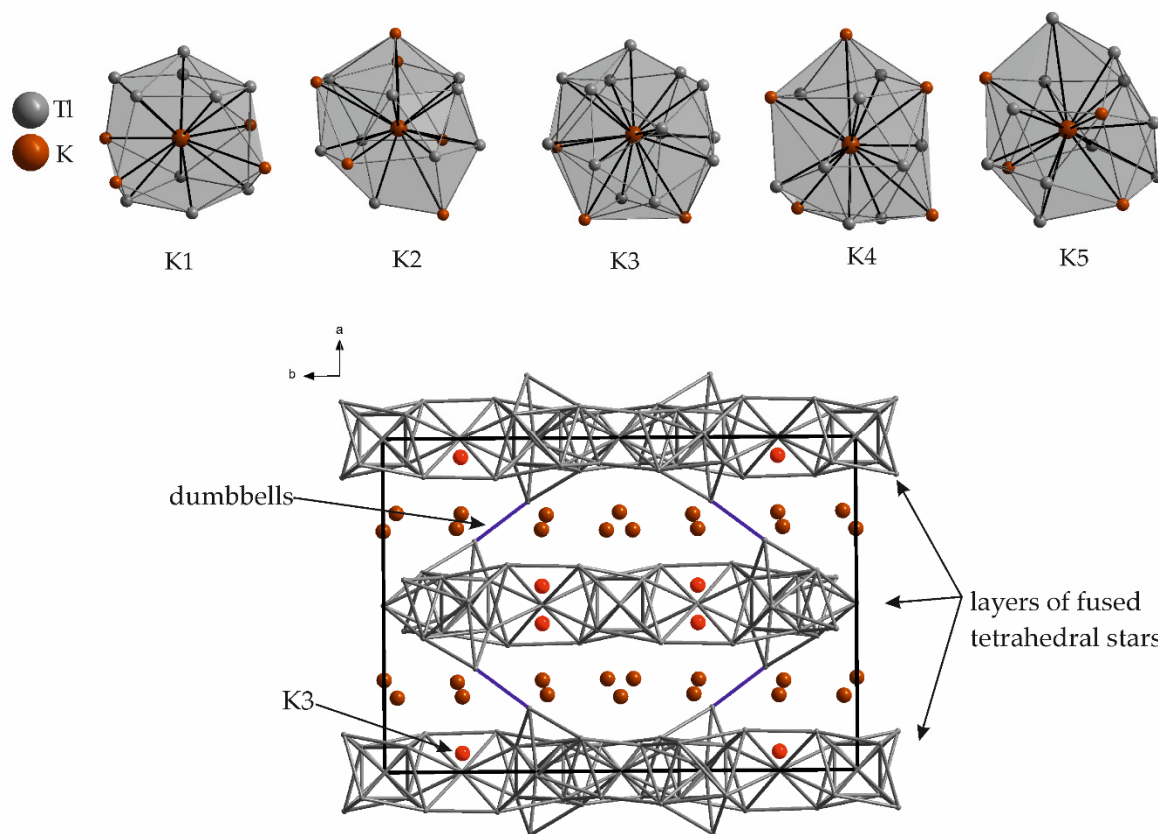 Tl
K
K1
K2
K3
K4
K5
a
b
dumbbells
layers of fused
tetrahedral stars
K3